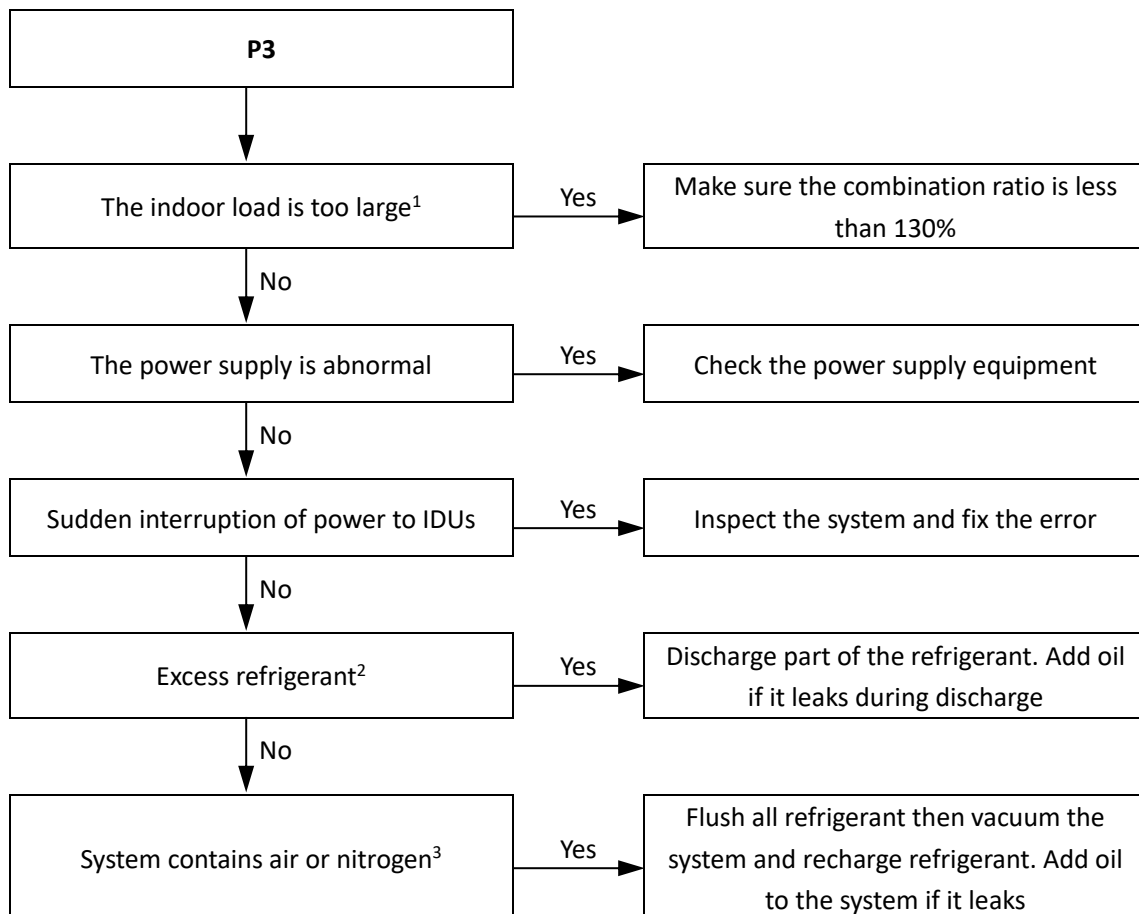 P3
The indoor load is too large¹
Yes
Make sure the combination ratio is less
than 130%
No
The power supply is abnormal
Yes
Check the power supply equipment
No
Sudden interruption of power to IDUs
Yes
Inspect the system and fix the error
No
Excess refrigerant²
Yes
Discharge part of the refrigerant. Add oil
if it leaks during discharge
No
System contains air or nitrogen³
Yes
Flush all refrigerant then vacuum the
system and recharge refrigerant. Add oil
to the system if it leaks